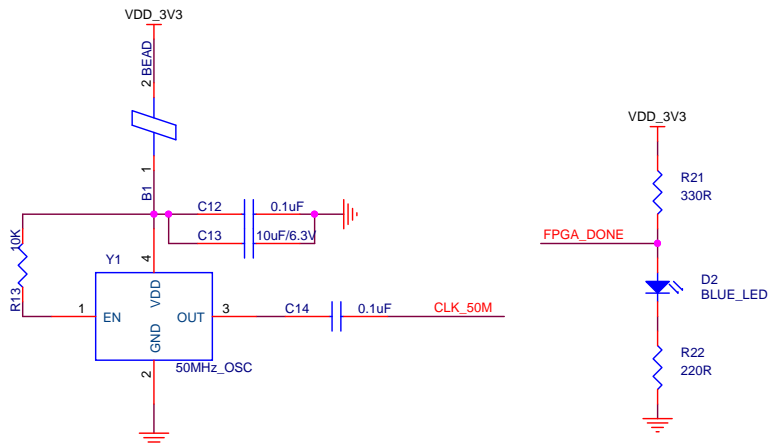 VDD_3V3
2
BEAD
1
B1
C12
0.1uF
C13
10uF/6.3V
10K
R13
Y1
4
VDD
1
EN
OUT
3
GND
2
50MHz_OSC
C14
0.1uF
CLK_50M
VDD_3V3
R21
330R
FPGA_DONE
D2
BLUE_LED
R22
220R